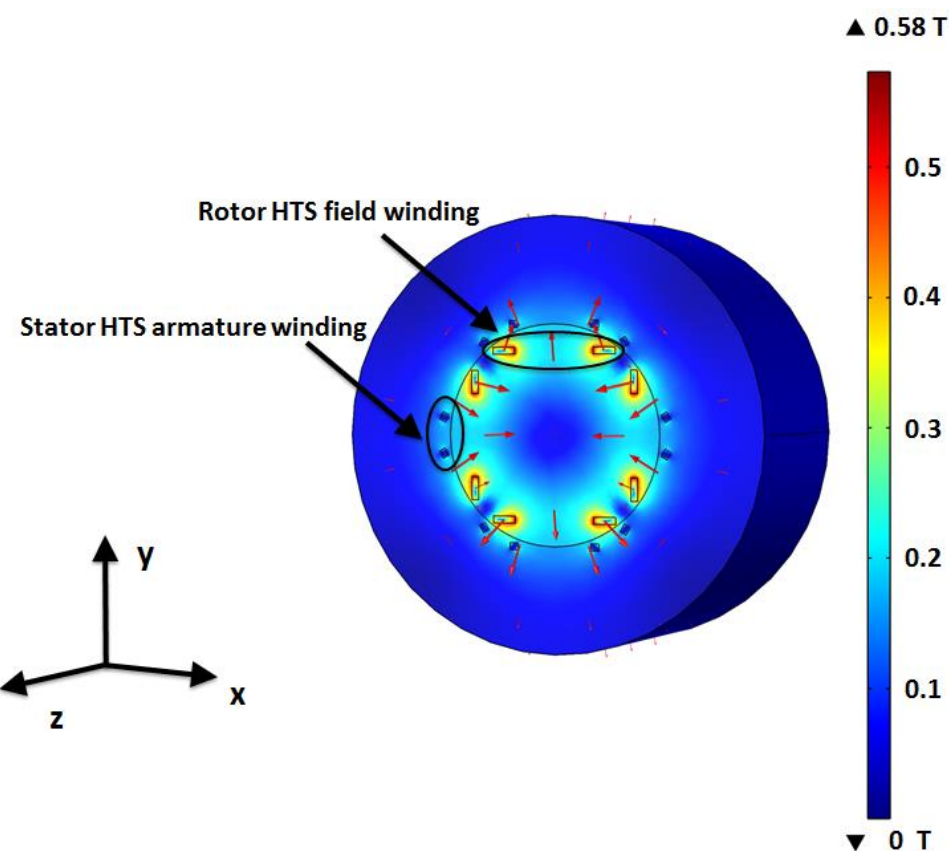 ▲ 0.58 T
0.5
Rotor HTS field winding
0.4
Stator HTS armature winding
0.3
0.2
y
x
z
0.1
▼ 0 T